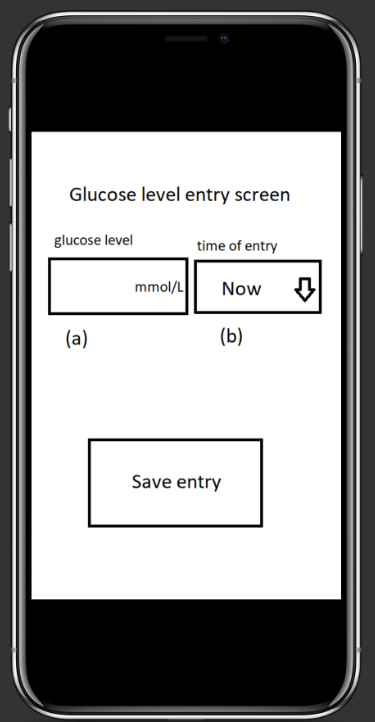 Glucose level entry screen
glucose level
time of entry
mmol/L
Now
(a)
(b)
Save entry